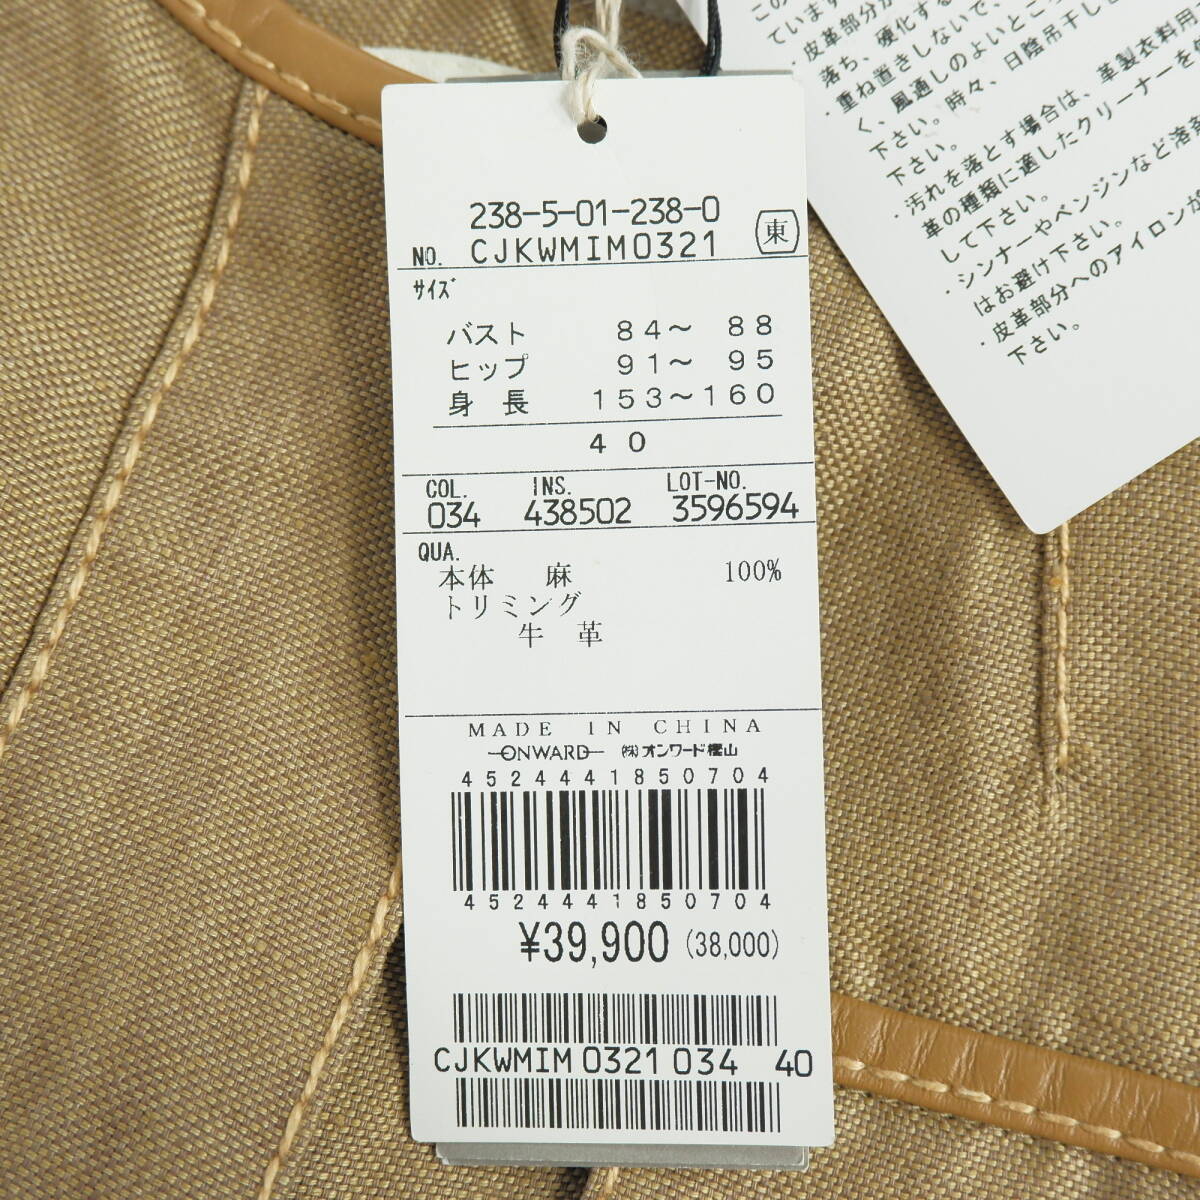 この
ています
・皮革部分が
落ち、硬化する
・重ね置きしないで、
く、風通しのよいところ
下さい。時々、日陰吊干し
下さい。
・汚れを落とす場合は、革製衣料用
革の種類に適したクリーナーを
して下さい。
・シンナーやベンジンなど溶
はお避け下さい。
・皮革部分へのアイロンが
下さい。
238-5-01-238-0
NO. CJKWMIM0321 東
サイズ
バスト 84～ 88
ヒップ 91～ 95
身 長 153～160
40
COL. INS. LOT-NO.
034 438502 3596594
QUA.
本体 麻 100%
トリミング
牛 革
MADE IN CHINA
ONWARD ㈱オンワード樫山
4524441850704
4524441850704
¥39,900 (38,000)
CJKWMIM0321 034 40